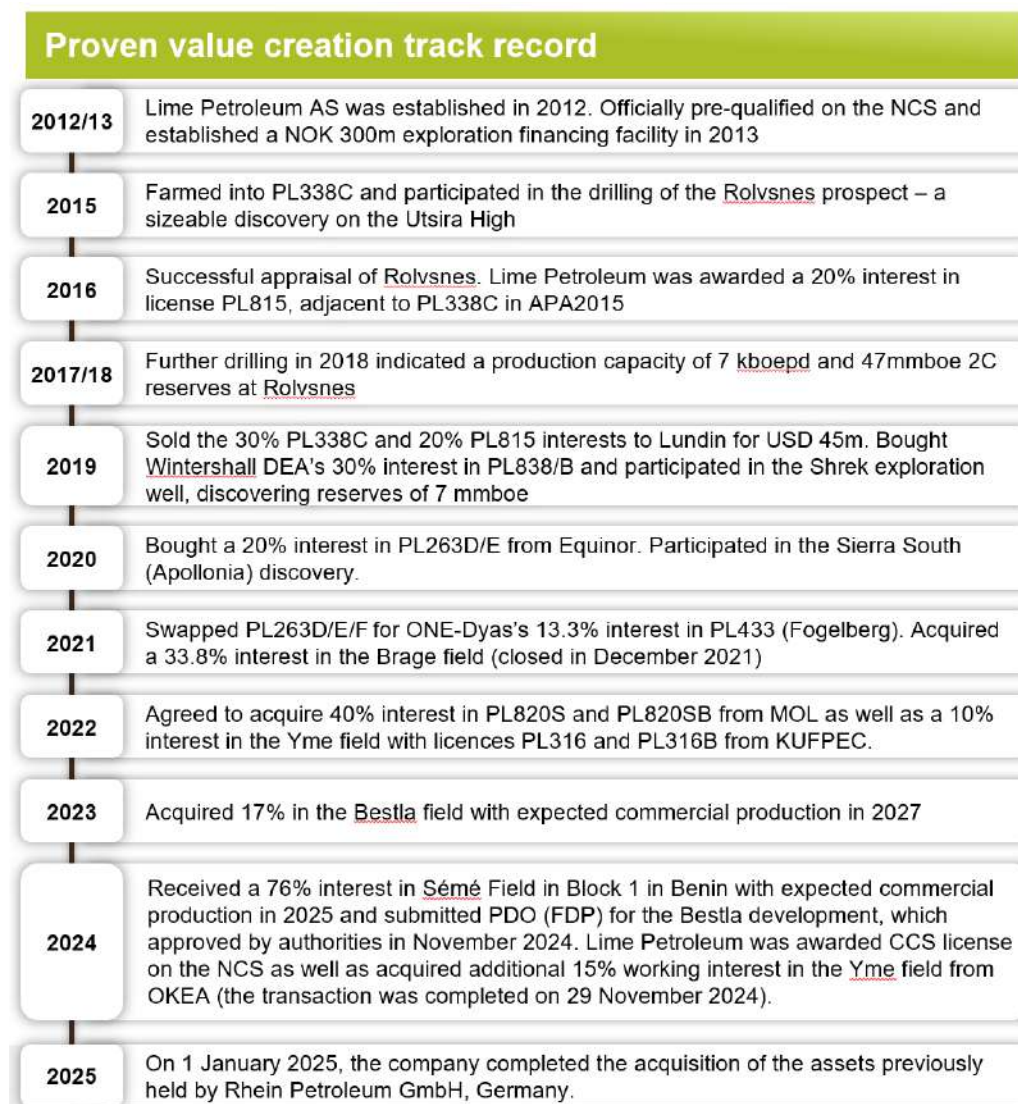 Proven value creation track record
2012/13
Lime Petroleum AS was established in 2012. Officially pre-qualified on the NCS and
established a NOK 300m exploration financing facility in 2013
2015
Farmed into PL338C and participated in the drilling of the Rolvsnes prospect – a
sizeable discovery on the Utsira High
2016
Successful appraisal of Rolvsnes. Lime Petroleum was awarded a 20% interest in
license PL815, adjacent to PL338C in APA2015
2017/18
Further drilling in 2018 indicated a production capacity of 7 kboepd and 47mmboe 2C
reserves at Rolvsnes
2019
Sold the 30% PL338C and 20% PL815 interests to Lundin for USD 45m. Bought
Wintershall DEA's 30% interest in PL838/B and participated in the Shrek exploration
well, discovering reserves of 7 mmboe
2020
Bought a 20% interest in PL263D/E from Equinor. Participated in the Sierra South
(Apollonia) discovery.
2021
Swapped PL263D/E/F for ONE-Dyas's 13.3% interest in PL433 (Fogelberg). Acquired
a 33.8% interest in the Brage field (closed in December 2021)
2022
Agreed to acquire 40% interest in PL820S and PL820SB from MOL as well as a 10%
interest in the Yme field with licences PL316 and PL316B from KUFPEC.
2023
Acquired 17% in the Bestla field with expected commercial production in 2027
2024
Received a 76% interest in Sémé Field in Block 1 in Benin with expected commercial
production in 2025 and submitted PDO (FDP) for the Bestla development, which
approved by authorities in November 2024. Lime Petroleum was awarded CCS license
on the NCS as well as acquired additional 15% working interest in the Yme field from
OKEA (the transaction was completed on 29 November 2024).
2025
On 1 January 2025, the company completed the acquisition of the assets previously
held by Rhein Petroleum GmbH, Germany.